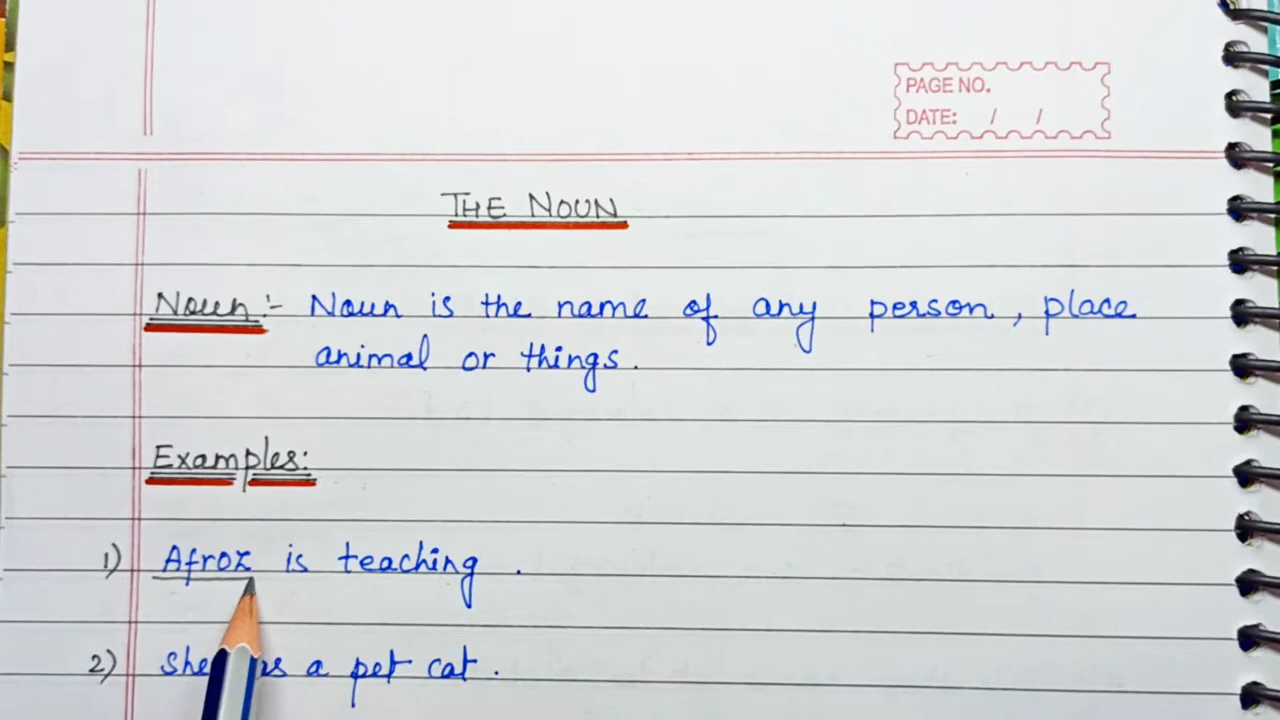 PAGE NO.
DATE: / /
THE NOUN
Noun:- Noun is the name of any person, place
animal or things.
Examples:
1) Afroz is teaching.
2) She a pet cat.